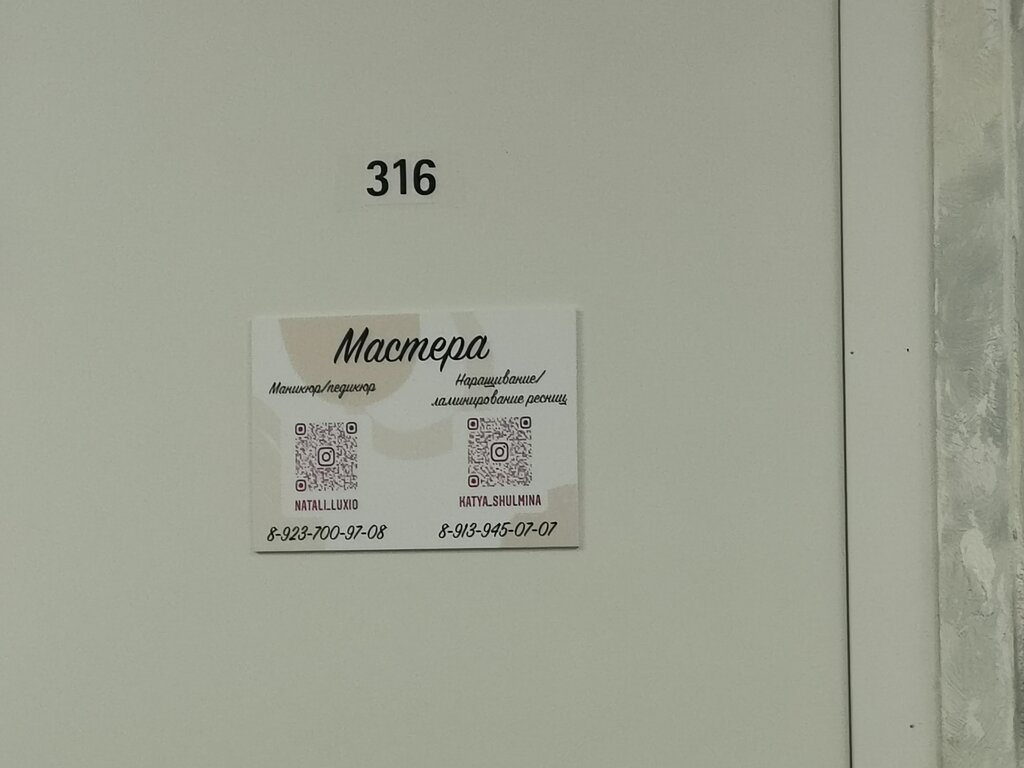 316
Мастера
Маникюр/педикюр
Наращивание/
ламинирование ресниц
NATALI_LUXIO
KATYA_SHULMINA
8-923-700-97-08
8-913-945-07-07